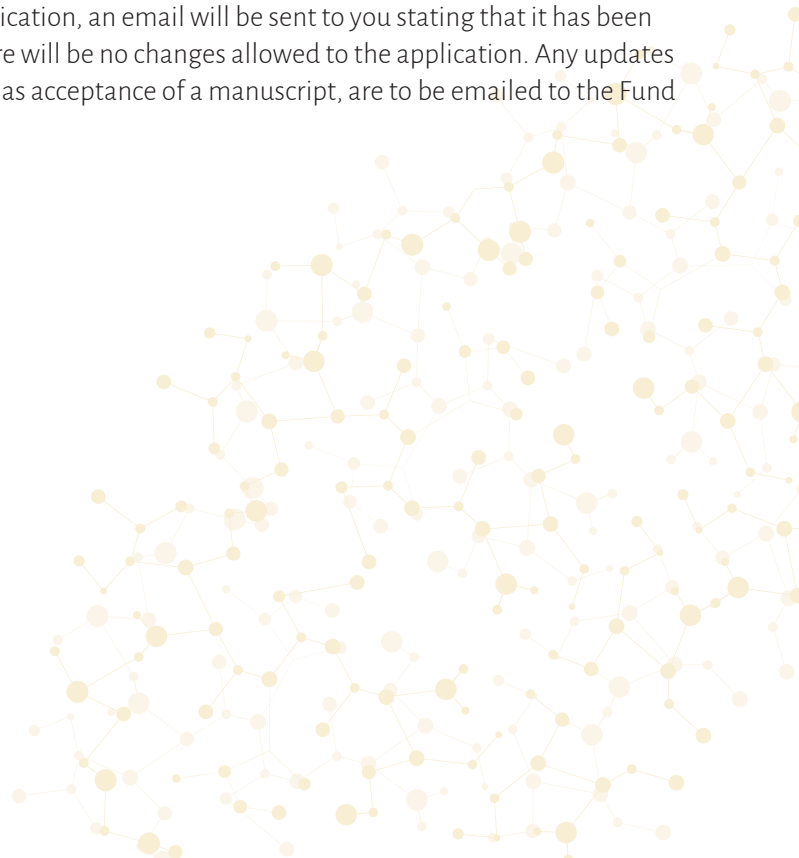 ication, an email will be sent to you stating that it has been
re will be no changes allowed to the application. Any updates
as acceptance of a manuscript, are to be emailed to the Fund